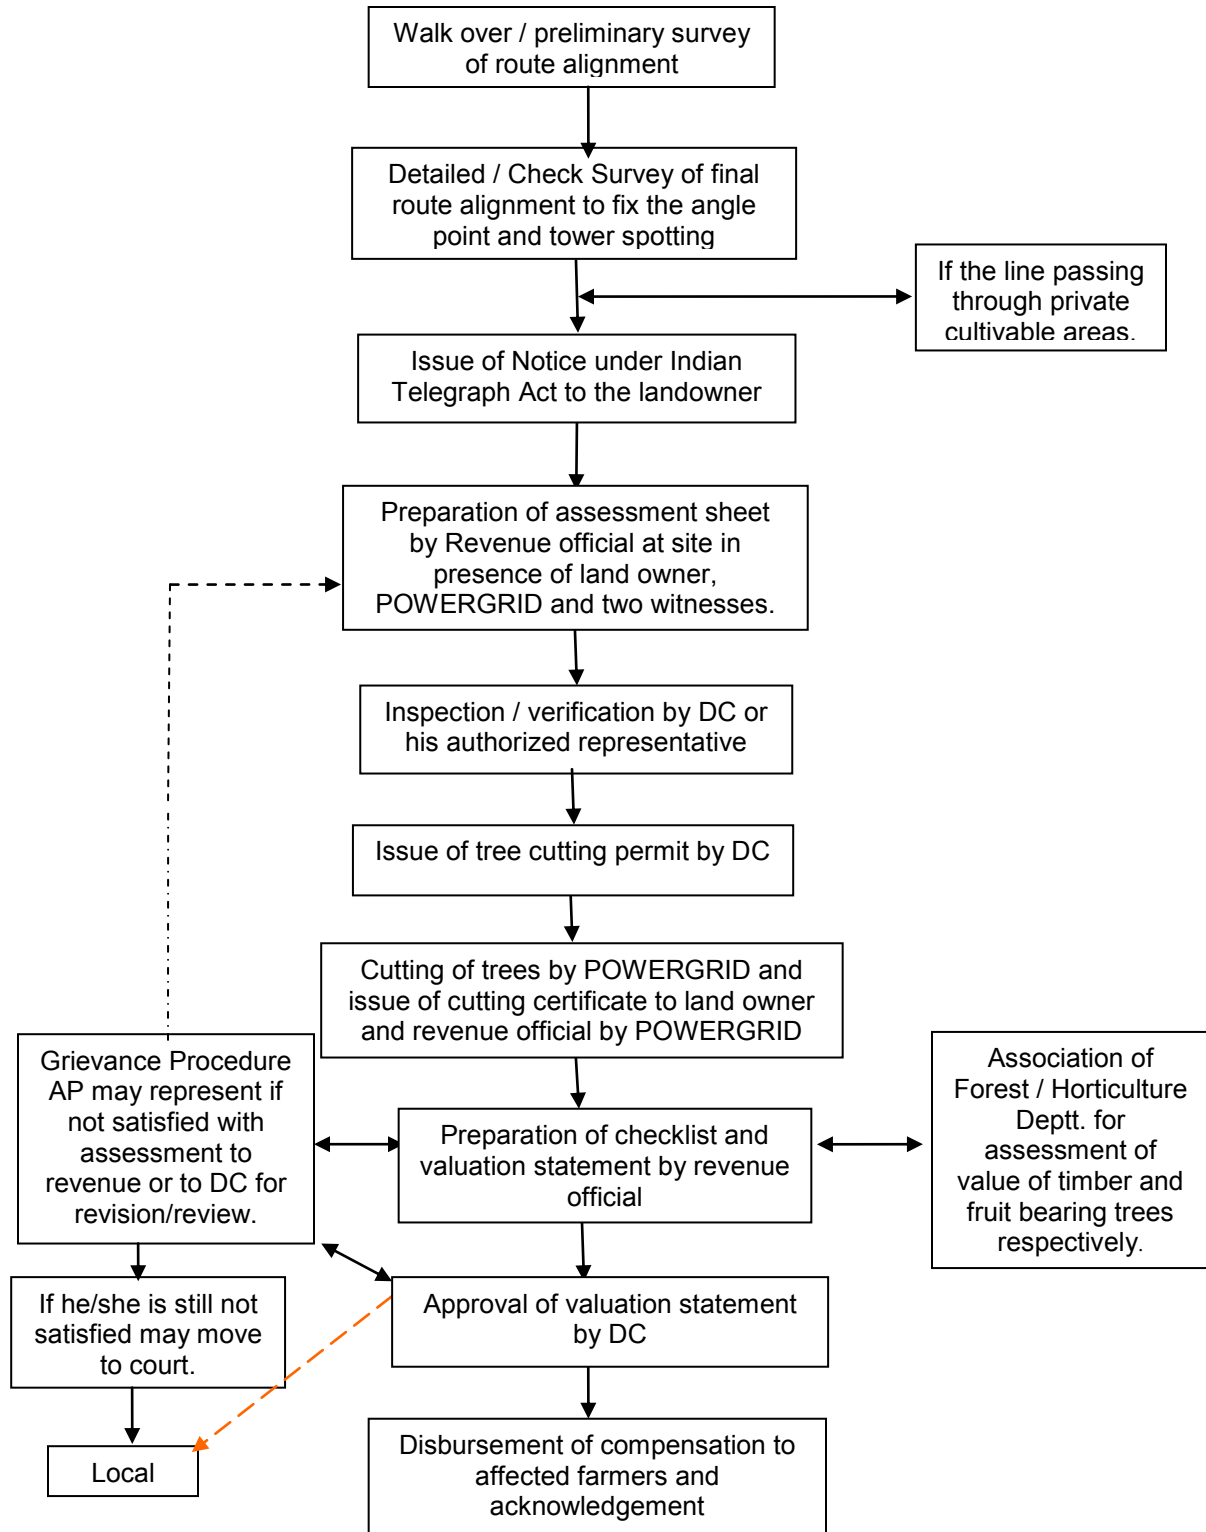 Walk over / preliminary survey
of route alignment
Detailed / Check Survey of final
route alignment to fix the angle
point and tower spotting
If the line passing
through private
cultivable areas.
Issue of Notice under Indian
Telegraph Act to the landowner
Preparation of assessment sheet
by Revenue official at site in
presence of land owner,
POWERGRID and two witnesses.
Inspection / verification by DC or
his authorized representative
Issue of tree cutting permit by DC
Cutting of trees by POWERGRID and
issue of cutting certificate to land owner
and revenue official by POWERGRID
Grievance Procedure
AP may represent if
not satisfied with
assessment to
revenue or to DC for
revision/review.
Preparation of checklist and
valuation statement by revenue
official
Association of
Forest / Horticulture
Deptt. for
assessment of
value of timber and
fruit bearing trees
respectively.
If he/she is still not
satisfied may move
to court.
Approval of valuation statement
by DC
Local
Disbursement of compensation to
affected farmers and
acknowledgement